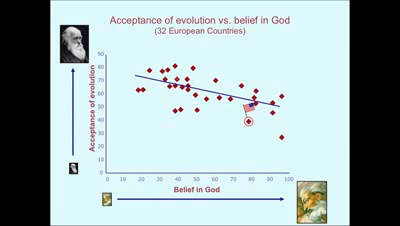 Acceptance of evolution vs. belief in God
(32 European Countries)
Acceptance of evolution
90
80
70
60
50
40
30
20
10
0
0 10 20 30 40 50 60 70 80 90 100
Belief in God